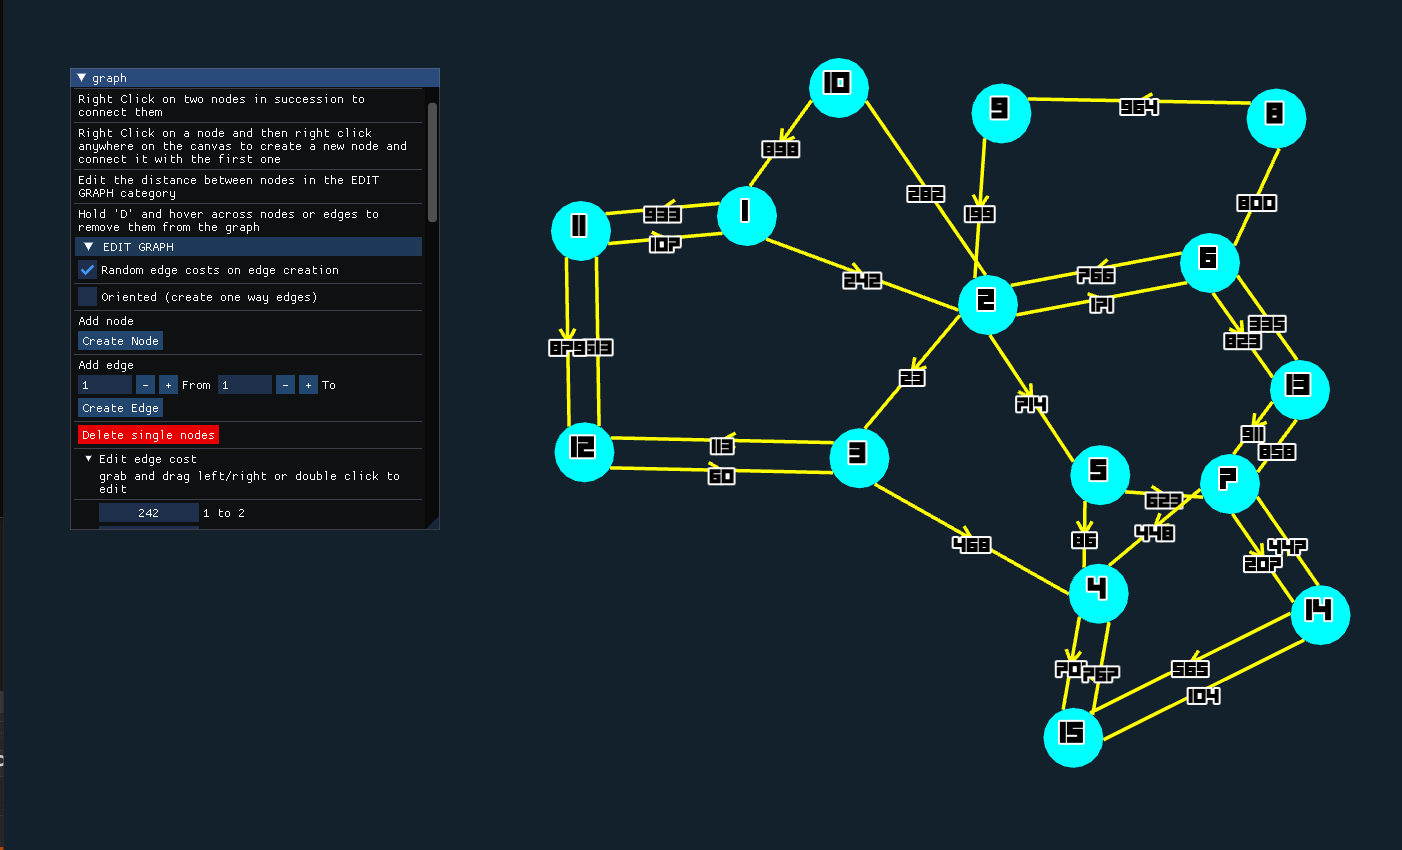 graph
Right Click on two nodes in succession to
connect them
Right Click on a node and then right click
anywhere on the canvas to create a new node and
connect it with the first one
Edit the distance between nodes in the EDIT
GRAPH category
Hold 'D' and hover across nodes or edges to
remove them from the graph
EDIT GRAPH
Random edge costs on edge creation
Oriented (create one way edges)
Add node
Create Node
Add edge
1 - + From 1 - + To
Create Edge
Delete single nodes
Edit edge cost
grab and drag left/right or double click to
edit
242 1 to 2
10
9
964
8
898
282
199
800
11
933
1
107
242
2
766
6
335
823
23
714
13
911
858
12
13
3
60
5
623
7
448
468
86
447
207
4
14
70
767
565
104
15